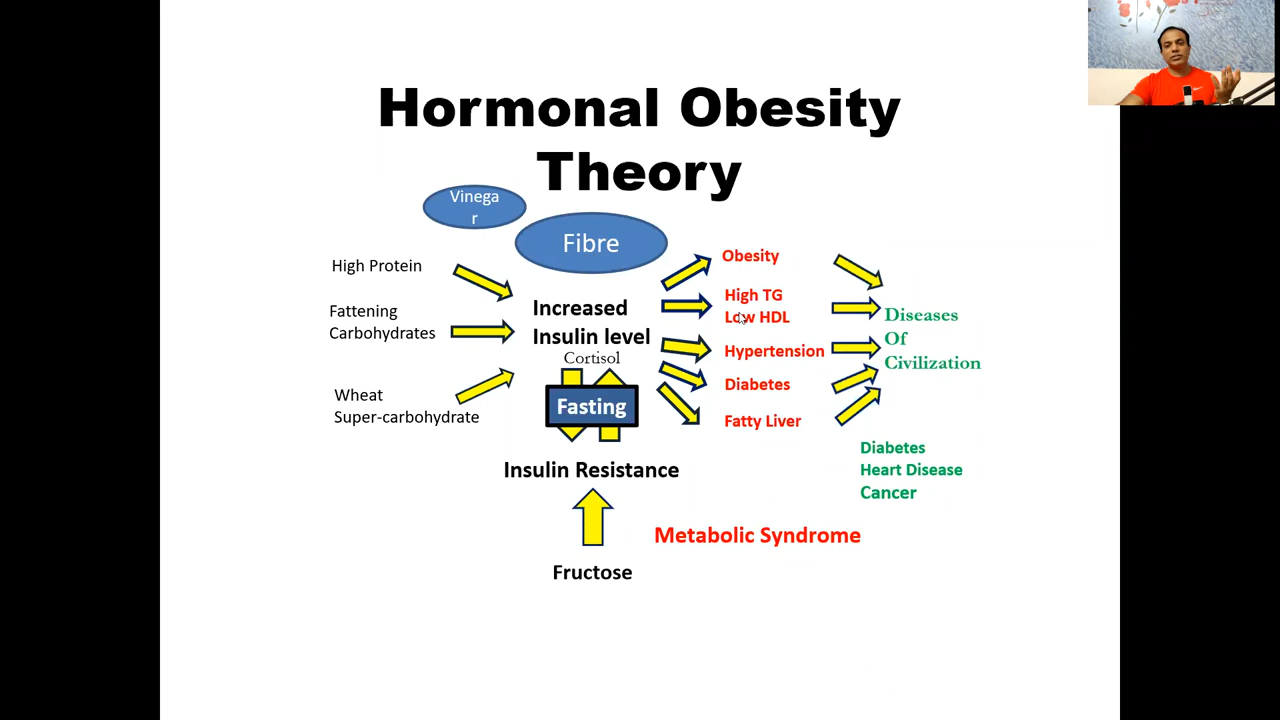 Hormonal Obesity
Theory
Vinega
r
Fibre
High Protein
Fattening
Carbohydrates
Wheat
Super-carbohydrate
Increased
Insulin level
Cortisol
Fasting
Insulin Resistance
Fructose
Obesity
High TG
Low HDL
Hypertension
Diabetes
Fatty Liver
Metabolic Syndrome
Diseases
Of
Civilization
Diabetes
Heart Disease
Cancer